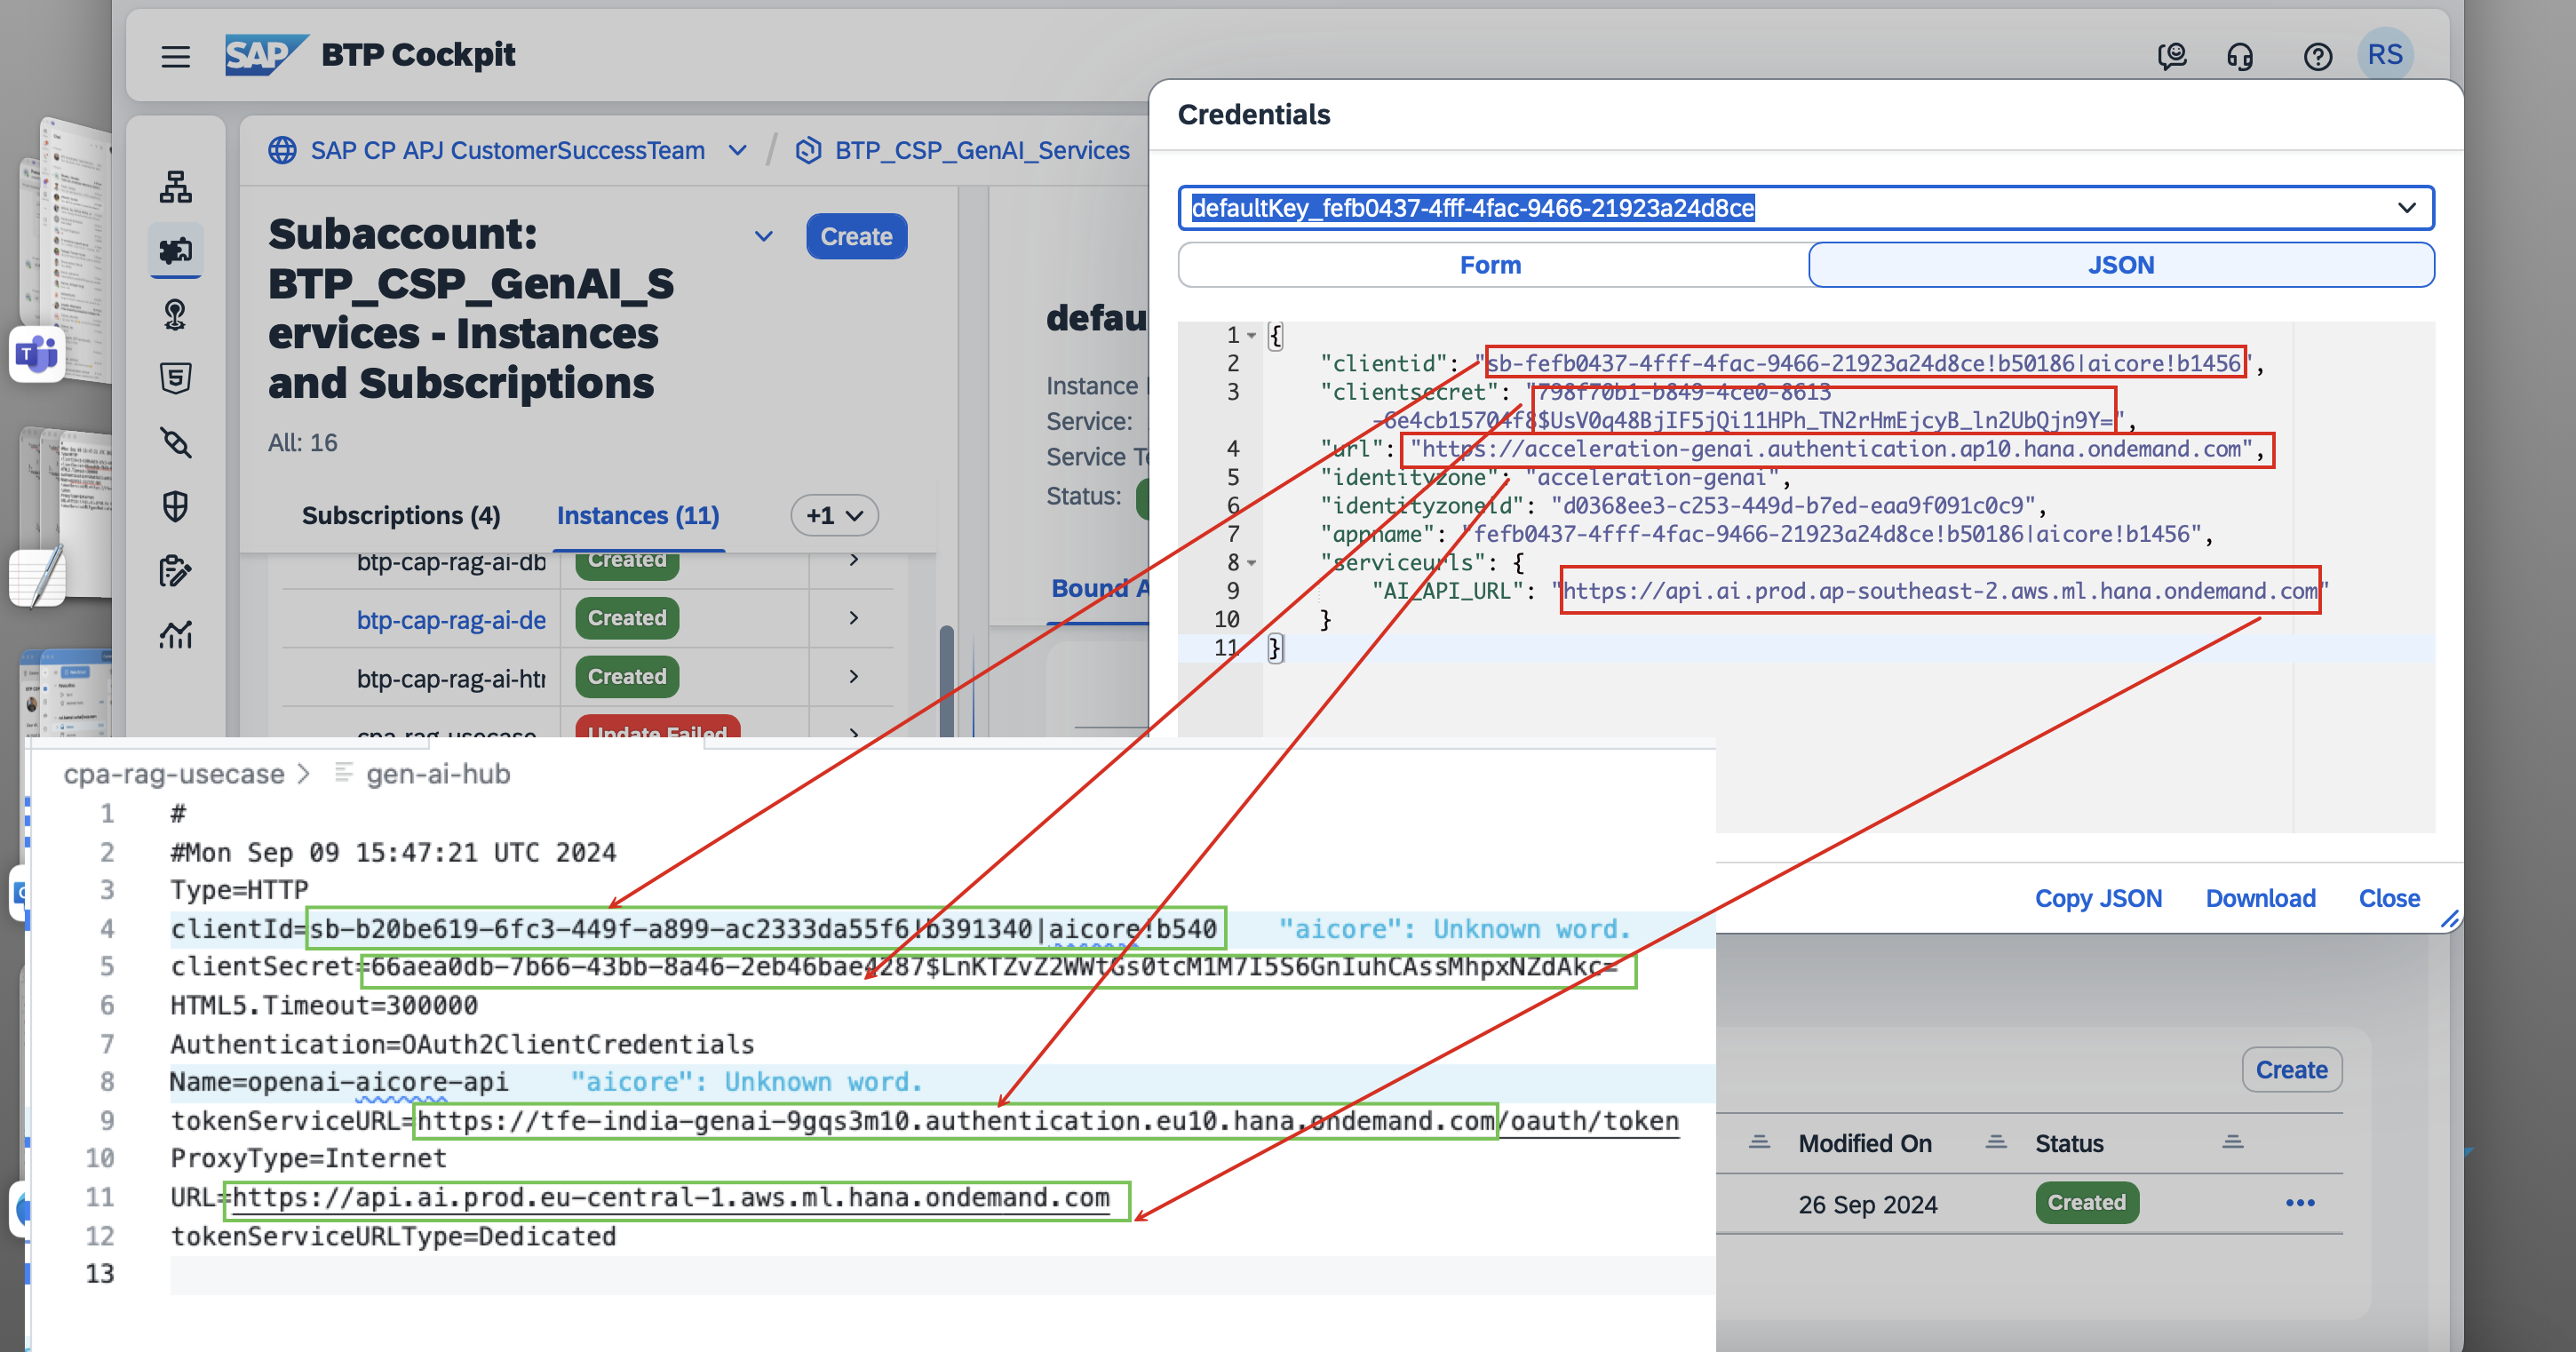 SAP BTP Cockpit
RS
SAP CP APJ CustomerSuccessTeam / BTP_CSP_GenAI_Services
Subaccount:
BTP_CSP_GenAI_S
ervices - Instances
and Subscriptions
Create
All: 16
Subscriptions (4) Instances (11) +1
btp-cap-rag-ai-db Created
btp-cap-rag-ai-de Created
btp-cap-rag-ai-htr Created
cpa-rag-usecase Update Failed
defau
Instance
Service:
Service T
Status:
Bound A
Credentials
defaultKey_fefb0437-4fff-4fac-9466-21923a24d8ce
Form JSON
1 {
2 "clientid": "sb-fefb0437-4fff-4fac-9466-21923a24d8ce!b50186|aicore!b1456",
3 "clientsecret": "798f70b1-b849-4ce0-8613
-6e4cb15704f8$UsV0q48BjIF5jQi11HPh_TN2rHmEjcyB_ln2UbQjn9Y=",
4 "url": "https://acceleration-genai.authentication.ap10.hana.ondemand.com",
5 "identityzone": "acceleration-genai",
6 "identityzoneid": "d0368ee3-c253-449d-b7ed-eaa9f091c0c9",
7 "appname": "fefb0437-4fff-4fac-9466-21923a24d8ce!b50186|aicore!b1456",
8 "serviceurls": {
9 "AI_API_URL": "https://api.ai.prod.ap-southeast-2.aws.ml.hana.ondemand.com"
10 }
11 }
Copy JSON Download Close
cpa-rag-usecase > gen-ai-hub
1 #
2 #Mon Sep 09 15:47:21 UTC 2024
3 Type=HTTP
4 clientId=sb-b20be619-6fc3-449f-a899-ac2333da55f6!b391340|aicore!b540 "aicore": Unknown word.
5 clientSecret=66aea0db-7b66-43bb-8a46-2eb46bae4287$LnKTZvZ2WWtGs0tcM1M7I5S6GnIuhCAssMhpxNZdAkc=
6 HTML5.Timeout=300000
7 Authentication=OAuth2ClientCredentials
8 Name=openai-aicore-api "aicore": Unknown word.
9 tokenServiceURL=https://tfe-india-genai-9gqs3m10.authentication.eu10.hana.ondemand.com/oauth/token
10 ProxyType=Internet
11 URL=https://api.ai.prod.eu-central-1.aws.ml.hana.ondemand.com
12 tokenServiceURLType=Dedicated
13
Create
Modified On Status
26 Sep 2024 Created